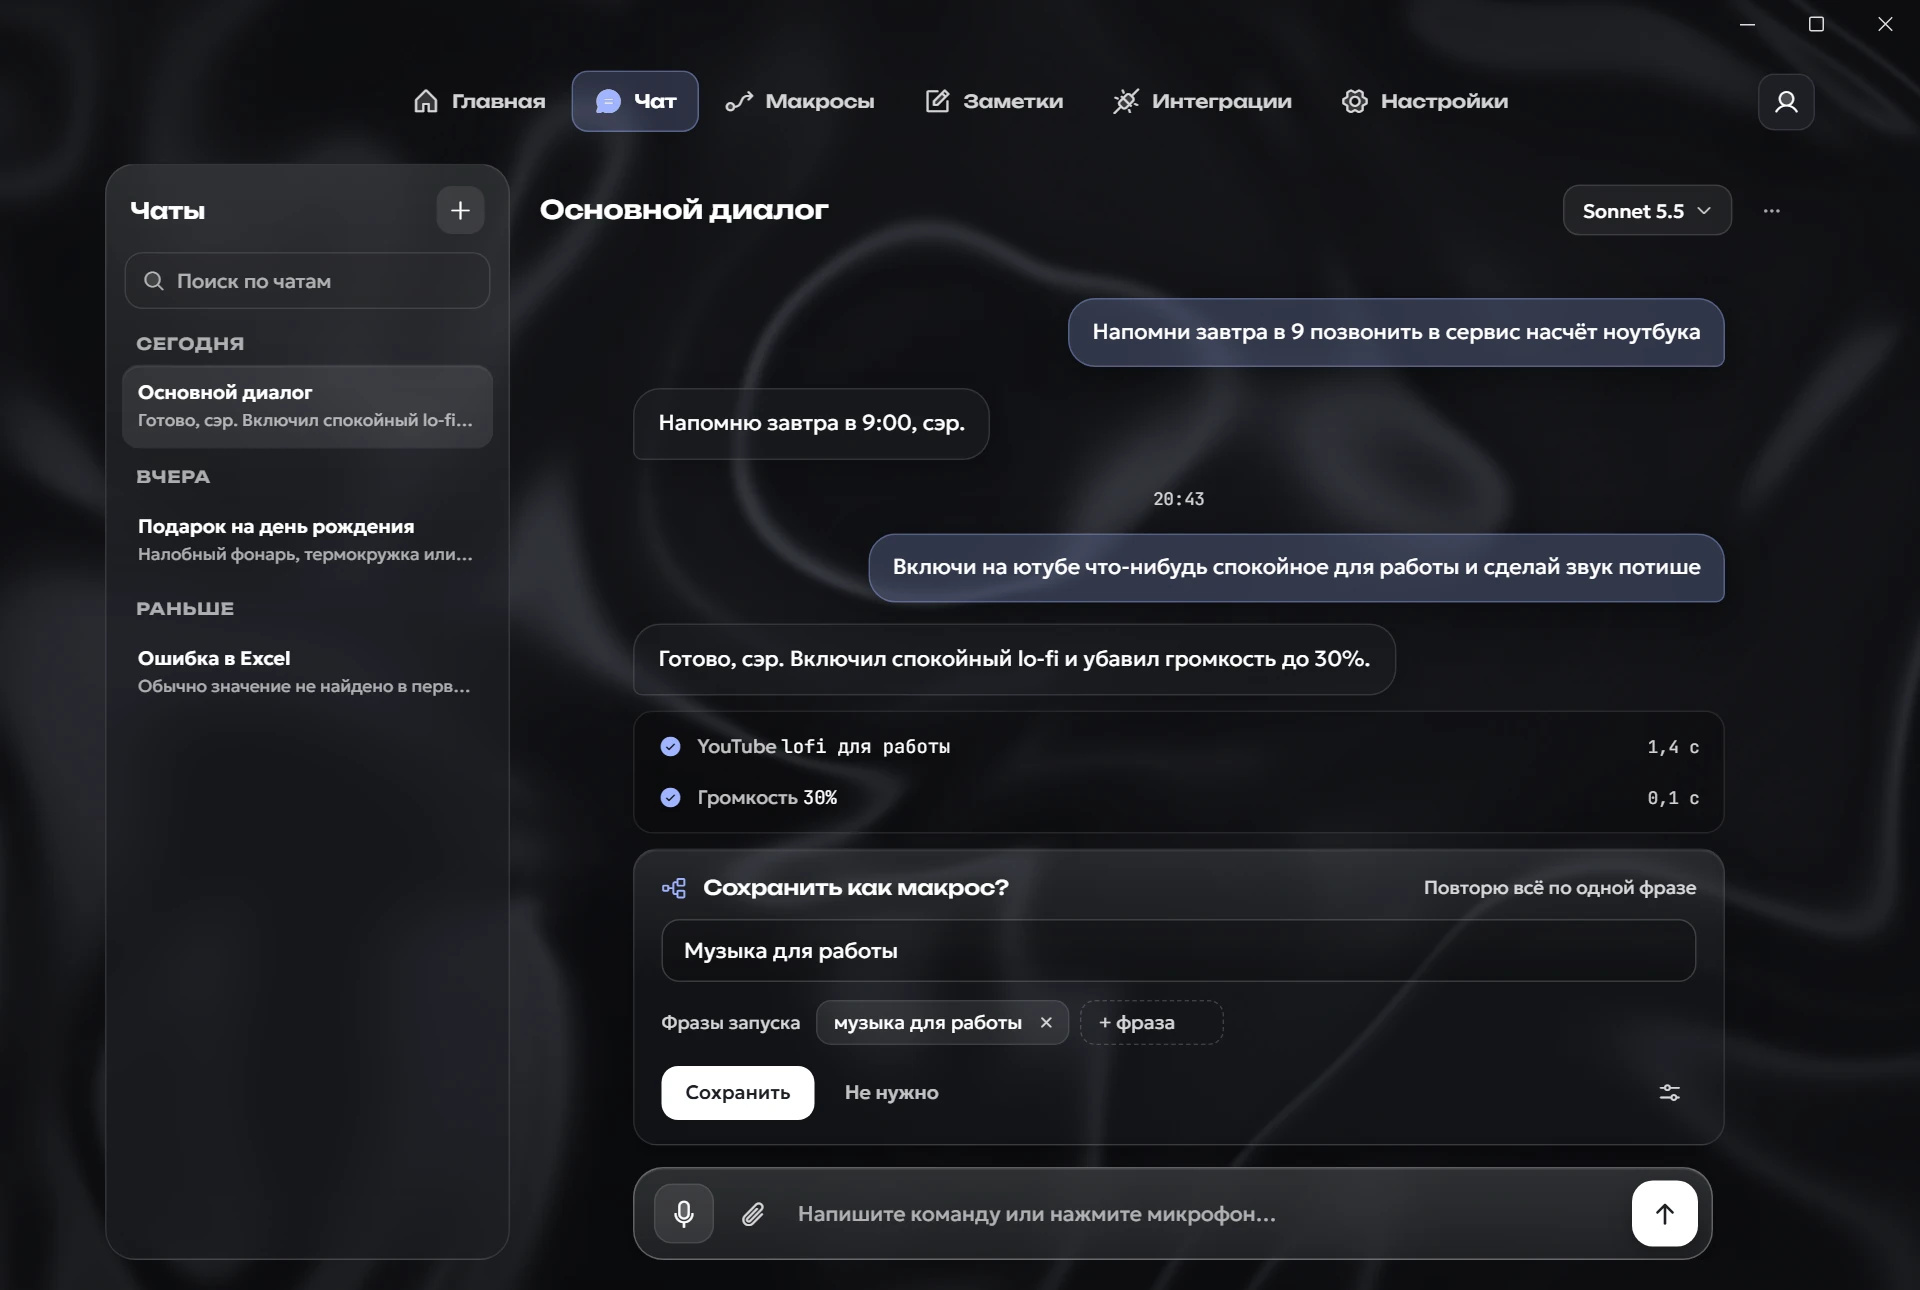 Главная
Чат
Макросы
Заметки
Интеграции
Настройки
Чаты
+
Поиск по чатам
СЕГОДНЯ
Основной диалог
Готово, сэр. Включил спокойный lo-fi...
ВЧЕРА
Подарок на день рождения
Налобный фонарь, термокружка или...
РАНЬШЕ
Ошибка в Excel
Обычно значение не найдено в перв...
Основной диалог
Sonnet 5.5
Напомни завтра в 9 позвонить в сервис насчёт ноутбука
Напомню завтра в 9:00, сэр.
20:43
Включи на ютубе что-нибудь спокойное для работы и сделай звук потише
Готово, сэр. Включил спокойный lo-fi и убавил громкость до 30%.
YouTube lofi для работы 1,4 с
Громкость 30% 0,1 с
Сохранить как макрос? Повторю всё по одной фразе
Музыка для работы
Фразы запуска музыка для работы × + фраза
Сохранить Не нужно
Напишите команду или нажмите микрофон...